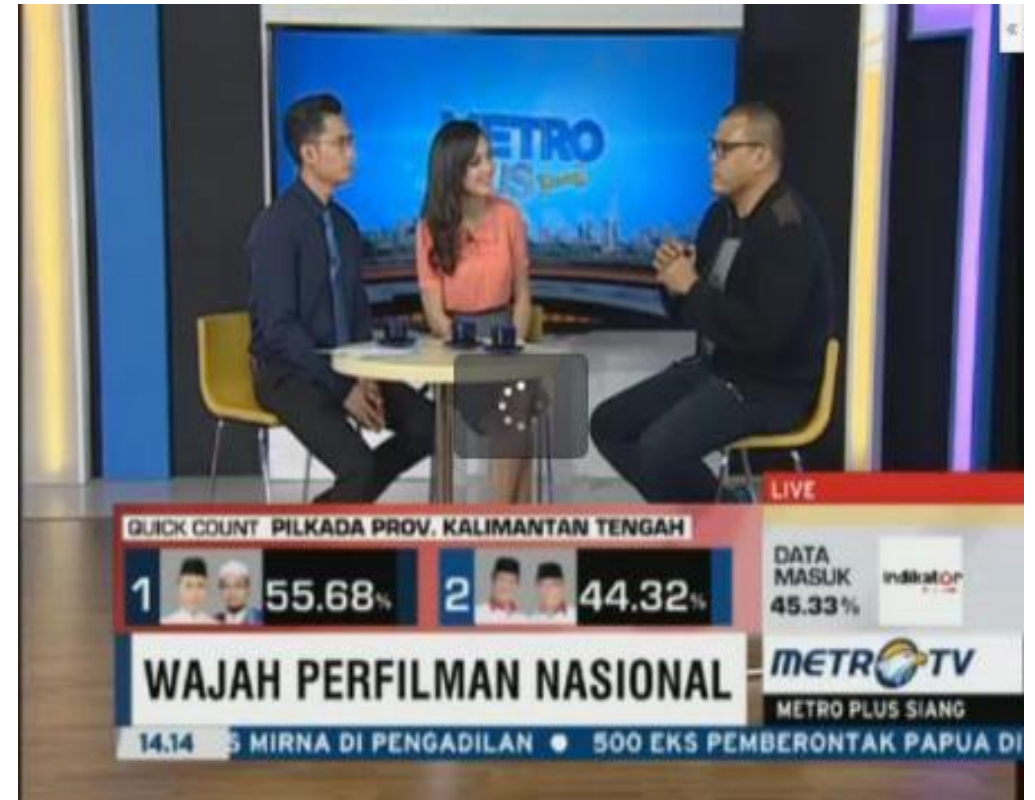 METRO
QUICK COUNT PILKADA PROV. KALIMANTAN TENGAH
1 55.68%
2 44.32%
LIVE
DATA
MASUK
45.33%
indikator
WAJAH PERFILMAN NASIONAL
METRO TV
METRO PLUS SIANG
14.14 S MIRNA DI PENGADILAN ● 500 EKS PEMBERONTAK PAPUA DI